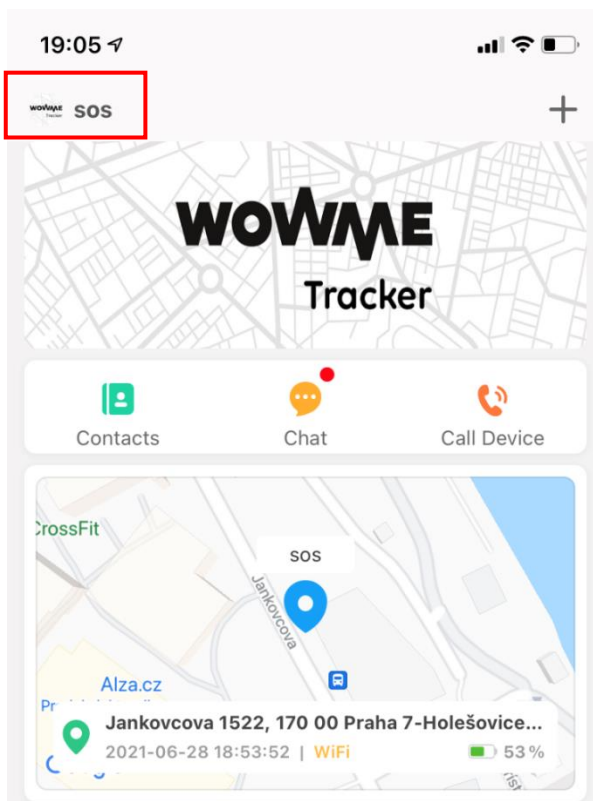 19:05
WOWME Tracker SOS
WOWME
Tracker
Contacts Chat Call Device
CrossFit
sos
Jankovcova
Alza.cz
Jankovcova 1522, 170 00 Praha 7-Holešovice...
2021-06-28 18:53:52 | WiFi 53%